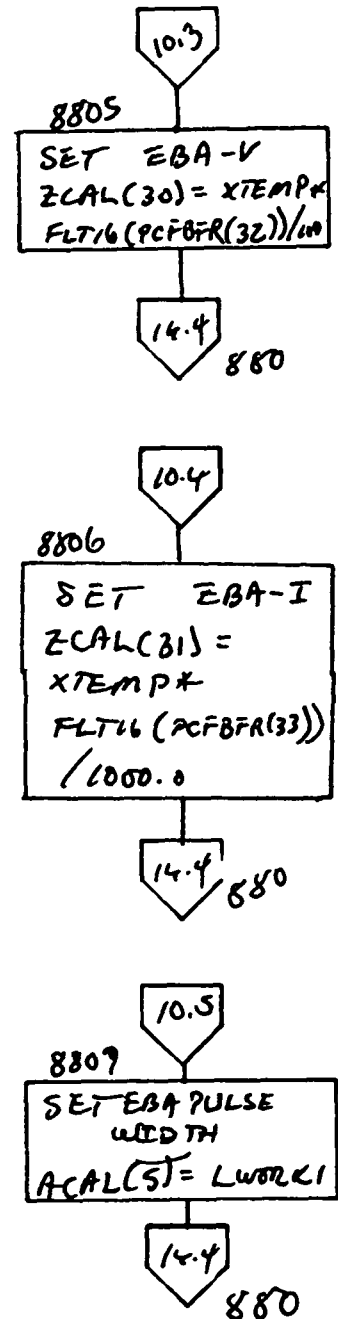 10.3
8805
SET EBA-V
ZCAL(30) = XTEMP*
FLT16(PCFBFR(32))/100
14.4
880
10.4
8806
SET EBA-I
ZCAL(31) =
XTEMP*
FLT16(PCFBFR(33))
/1000.0
14.4
880
10.5
8809
SET EBA PULSE
WIDTH
ACAL(5) = LWORK1
14.4
880